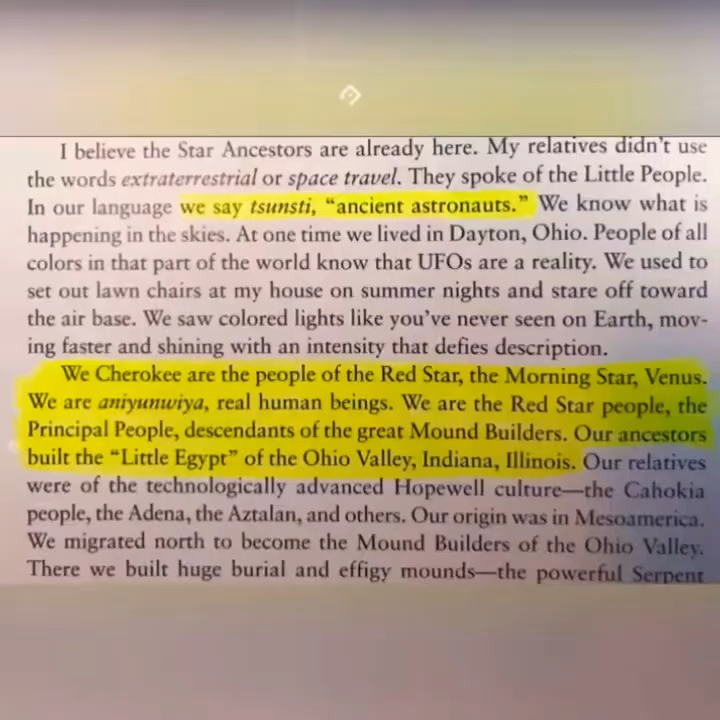 I believe the Star Ancestors are already here. My relatives didn't use
the words extraterrestrial or space travel. They spoke of the Little People.
In our language we say tsunsti, “ancient astronauts.” We know what is
happening in the skies. At one time we lived in Dayton, Ohio. People of all
colors in that part of the world know that UFOs are a reality. We used to
set out lawn chairs at my house on summer nights and stare off toward
the air base. We saw colored lights like you've never seen on Earth, mov-
ing faster and shining with an intensity that defies description.
We Cherokee are the people of the Red Star, the Morning Star, Venus.
We are aniyunwiya, real human beings. We are the Red Star people, the
Principal People, descendants of the great Mound Builders. Our ancestors
built the “Little Egypt” of the Ohio Valley, Indiana, Illinois. Our relatives
were of the technologically advanced Hopewell culture—the Cahokia
people, the Adena, the Aztalan, and others. Our origin was in Mesoamerica.
We migrated north to become the Mound Builders of the Ohio Valley.
There we built huge burial and effigy mounds—the powerful Serpent